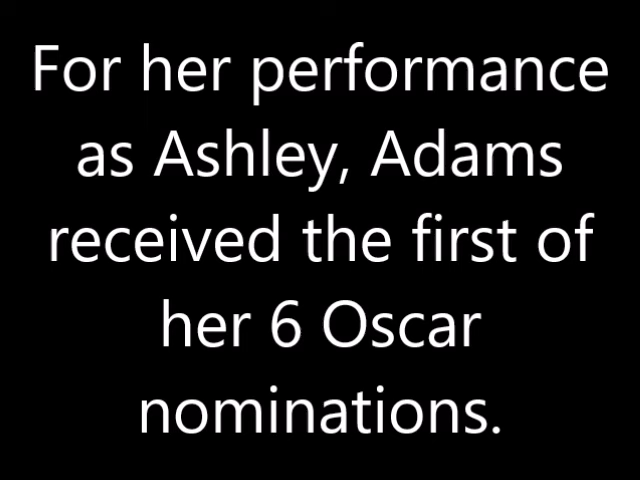 For her performance
as Ashley, Adams
received the first of
her 6 Oscar
nominations.